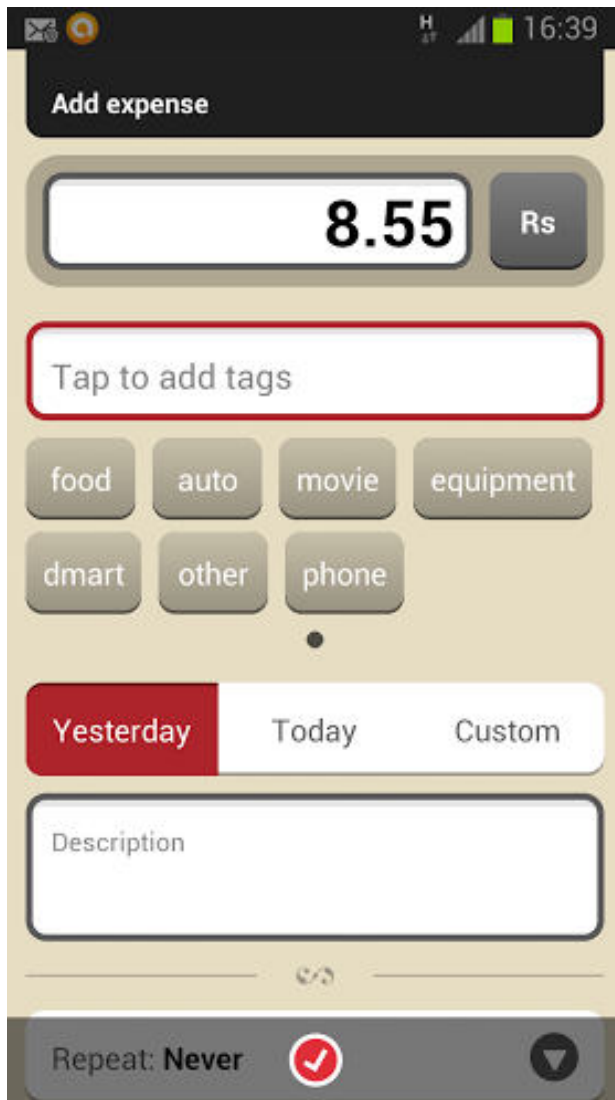 H 16:39
Add expense
8.55 Rs
Tap to add tags
food auto movie equipment
dmart other phone
Yesterday Today Custom
Description
Repeat: Never